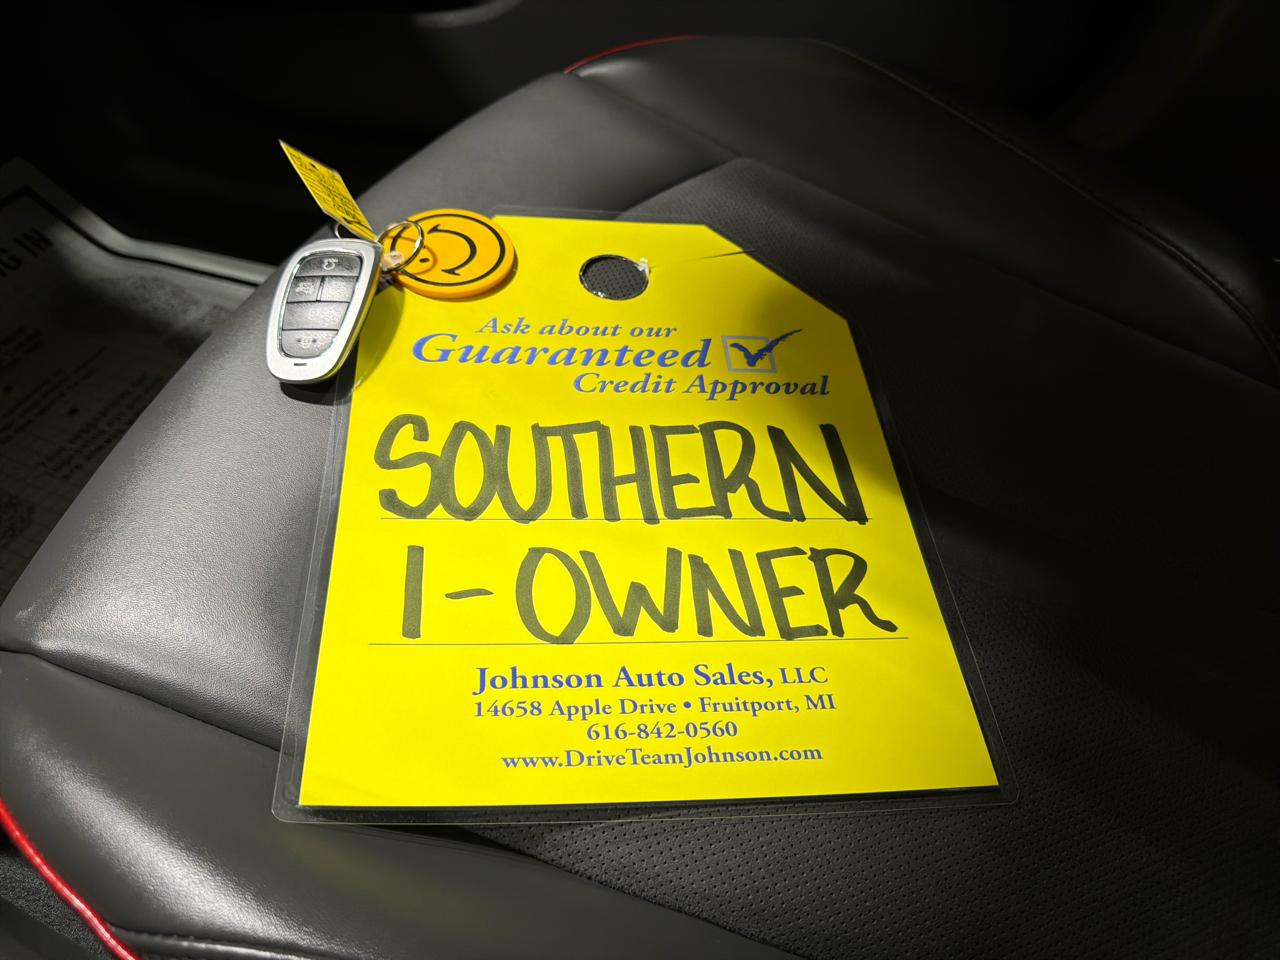 Ask about our
Guaranteed
Credit Approval
SOUTHERN
1-OWNER
Johnson Auto Sales, LLC
14658 Apple Drive • Fruitport, MI
616-842-0560
www.DriveTeamJohnson.com